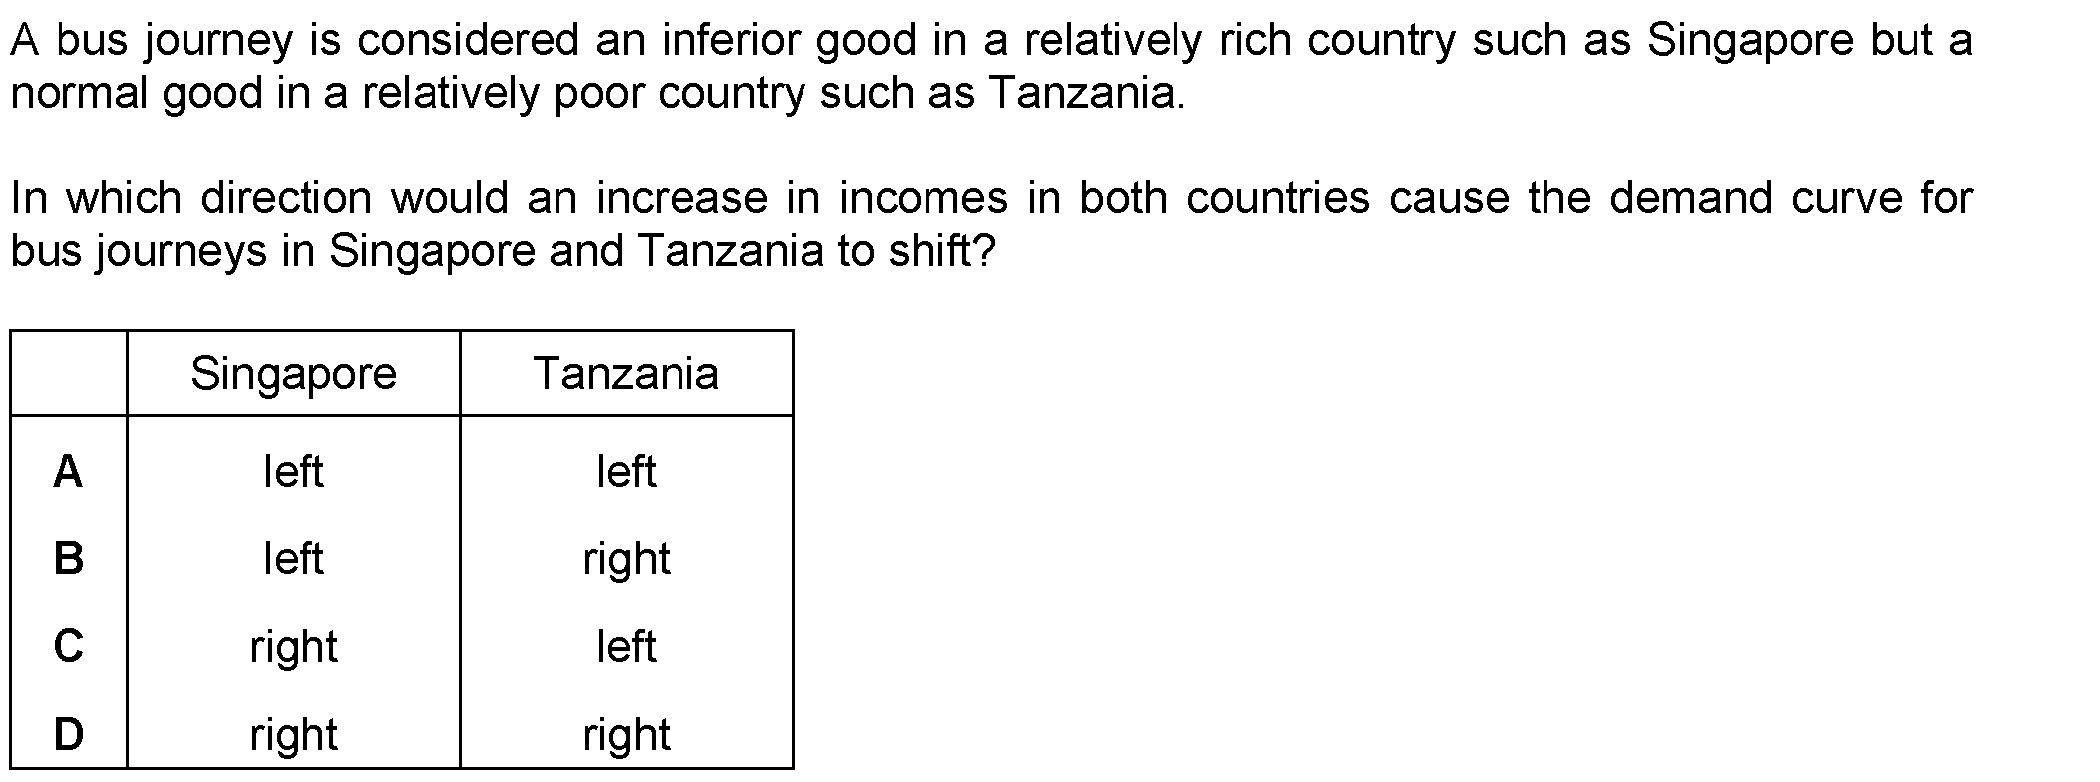 A bus journey is considered an inferior good in a relatively rich country such as Singapore but a
normal good in a relatively poor country such as Tanzania.
In which direction would an increase in incomes in both countries cause the demand curve for
bus journeys in Singapore and Tanzania to shift?
Singapore Tanzania
A left left
B left right
C right left
D right right